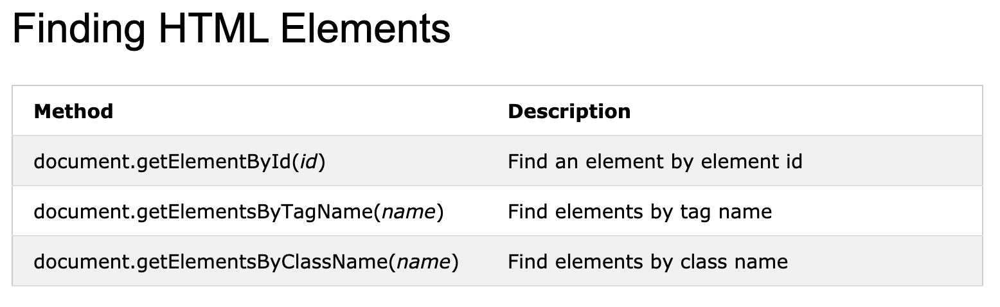 Finding HTML Elements
Method Description
document.getElementById(id) Find an element by element id
document.getElementsByTagName(name) Find elements by tag name
document.getElementsByClassName(name) Find elements by class name